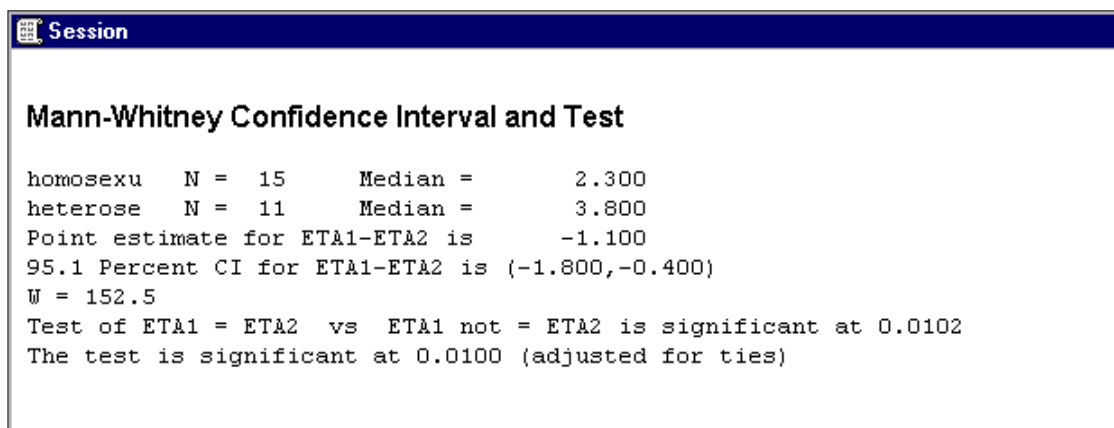 Session
Mann-Whitney Confidence Interval and Test
homosexu N = 15 Median = 2.300
heterose N = 11 Median = 3.800
Point estimate for ETA1-ETA2 is -1.100
95.1 Percent CI for ETA1-ETA2 is (-1.800,-0.400)
W = 152.5
Test of ETA1 = ETA2 vs ETA1 not = ETA2 is significant at 0.0102
The test is significant at 0.0100 (adjusted for ties)